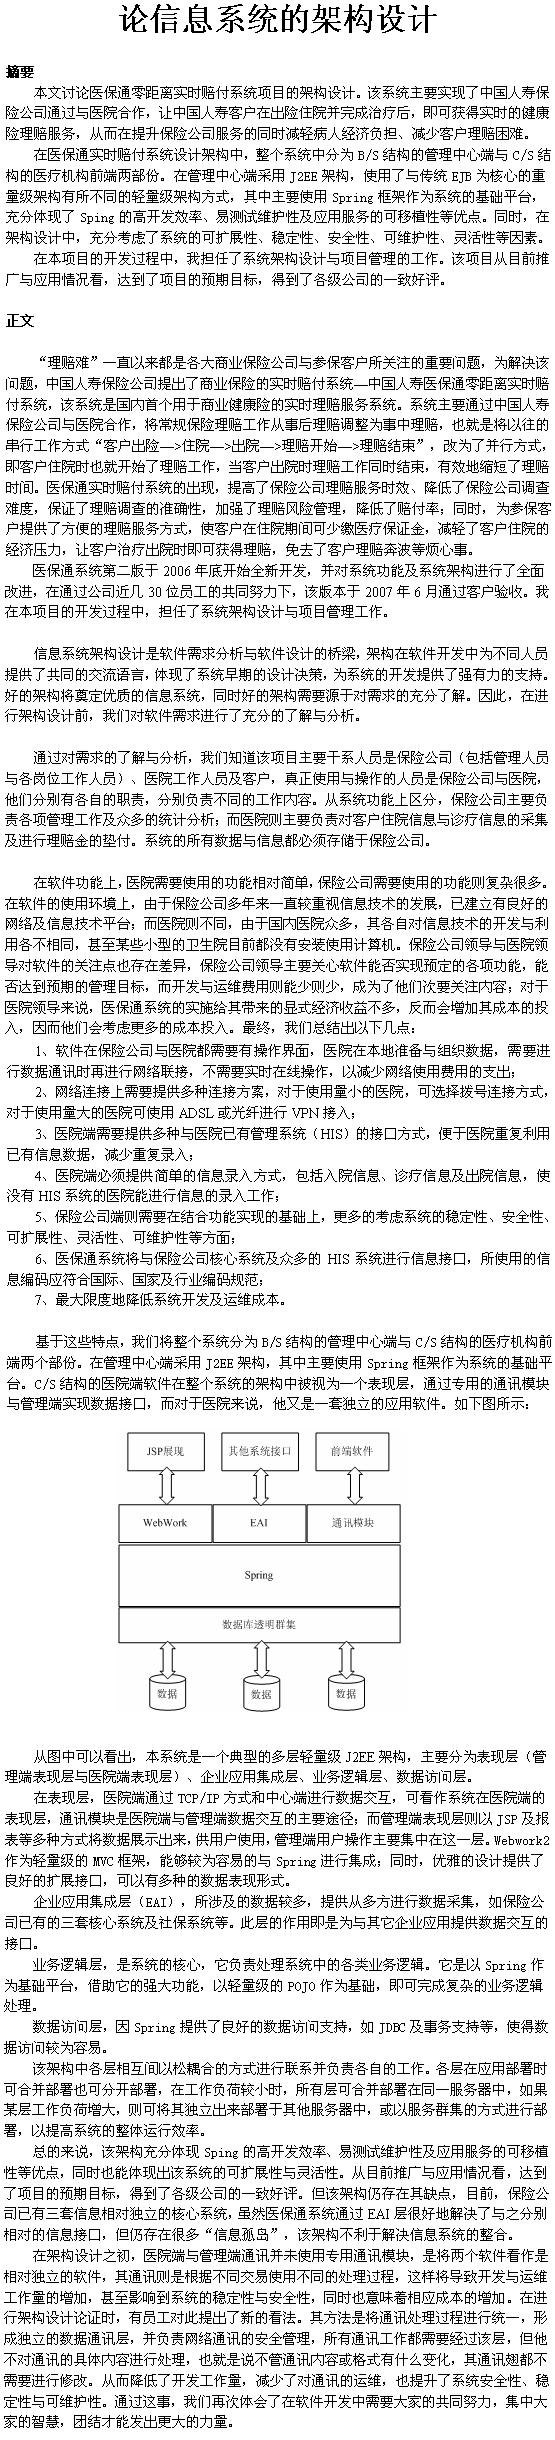 论信息系统的架构设计
摘要
本文讨论医保通零距离实时赔付系统项目的架构设计。该系统主要实现了中国人寿保
险公司通过与医院合作，让中国人寿客户在出险住院并完成治疗后，即可获得实时的健康
险理赔服务，从而在提升保险公司服务的同时减轻病人经济负担、减少客户理赔困难。
在医保通实时赔付系统设计架构中，整个系统中分为 B/S 结构的管理中心端与 C/S 结
构的医疗机构前端两部份。在管理中心端采用 J2EE 架构，使用了与传统 EJB 为核心的重
量级架构有所不同的轻量级架构方式，其中主要使用 Spring 框架作为系统的基础平台，
充分体现了 Sping 的高开发效率、易测试维护性及应用服务的可移植性等优点。同时，在
架构设计中，充分考虑了系统的可扩展性、稳定性、安全性、可维护性、灵活性等因素。
在本项目的开发过程中，我担任了系统架构设计与项目管理的工作。该项目从目前推
广与应用情况看，达到了项目的预期目标，得到了各级公司的一致好评。
正文
“理赔难”一直以来都是各大商业保险公司与参保客户所关注的重要问题，为解决该
问题，中国人寿保险公司提出了商业保险的实时赔付系统—中国人寿医保通零距离实时赔
付系统，该系统是国内首个用于商业健康险的实时理赔服务系统。系统主要通过中国人寿
保险公司与医院合作，将常规保险理赔工作从事后理赔调整为事中理赔，也就是将以往的
串行工作方式“客户出险—>住院—>出院—>理赔开始—>理赔结束”，改为了并行方式，
即客户住院时也就开始了理赔工作，当客户出院时理赔工作同时结束，有效地缩短了理赔
时间。医保通实时赔付系统的出现，提高了保险公司理赔服务时效、降低了保险公司调查
难度，保证了理赔调查的准确性，加强了理赔风险管理，降低了赔付率；同时，为参保客
户提供了方便的理赔服务方式，使客户在住院期间可少缴医疗保证金，减轻了客户住院的
经济压力，让客户治疗出院时即可获得理赔，免去了客户理赔奔波等烦心事。
医保通系统第二版于 2006 年底开始全新开发，并对系统功能及系统架构进行了全面
改进，在通过公司近几 30 位员工的共同努力下，该版本于 2007 年 6 月通过客户验收。我
在本项目的开发过程中，担任了系统架构设计与项目管理工作。
信息系统架构设计是软件需求分析与软件设计的桥梁，架构在软件开发中为不同人员
提供了共同的交流语言，体现了系统早期的设计决策，为系统的开发提供了强有力的支持。
好的架构将奠定优质的信息系统，同时好的架构需要源于对需求的充分了解。因此，在进
行架构设计前，我们对软件需求进行了充分的了解与分析。
通过对需求的了解与分析，我们知道该项目主要干系人员是保险公司（包括管理人员
与各岗位工作人员）、医院工作人员及客户，真正使用与操作的人员是保险公司与医院，
他们分别有各自的职责，分别负责不同的工作内容。从系统功能上区分，保险公司主要负
责各项管理工作及众多的统计分析；而医院则主要负责对客户住院信息与诊疗信息的采集
及进行理赔金的垫付。系统的所有数据与信息都必须存储于保险公司。
在软件功能上，医院需要使用的功能相对简单，保险公司需要使用的功能则复杂很多。
在软件的使用环境上，由于保险公司多年来一直较重视信息技术的发展，已建立有良好的
网络及信息技术平台；而医院则不同，由于国内医院众多，其各自对信息技术的开发与利
用各不相同，甚至某些小型的卫生院目前都没有安装使用计算机。保险公司领导与医院领
导对软件的关注点也存在差异，保险公司领导主要关心软件能否实现预定的各项功能，能
否达到预期的管理目标，而开发与运维费用则能少则少，成为了他们次要关注内容；对于
医院领导来说，医保通系统的实施给其带来的显式经济收益不多，反而会增加其成本的投
入，因而他们会考虑更多的成本投入。最终，我们总结出以下几点：
1、软件在保险公司与医院都需要有操作界面，医院在本地准备与组织数据，需要进
行数据通讯时再进行网络联接，不需要实时在线操作，以减少网络使用费用的支出；
2、网络连接上需要提供多种连接方案，对于使用量小的医院，可选择拨号连接方式，
对于使用量大的医院可使用 ADSL 或光纤进行 VPN 接入；
3、医院端需要提供多种与医院已有管理系统（HIS）的接口方式，便于医院重复利用
已有信息数据，减少重复录入；
4、医院端必须提供简单的信息录入方式，包括入院信息、诊疗信息及出院信息，使
没有 HIS 系统的医院能进行信息的录入工作；
5、保险公司端则需要在结合功能实现的基础上，更多的考虑系统的稳定性、安全性、
可扩展性、灵活性、可维护性等方面；
6、医保通系统将与保险公司核心系统及众多的 HIS 系统进行信息接口，所使用的信
息编码应符合国际、国家及行业编码规范；
7、最大限度地降低系统开发及运维成本。
基于这些特点，我们将整个系统分为 B/S 结构的管理中心端与 C/S 结构的医疗机构前
端两个部份。在管理中心端采用 J2EE 架构，其中主要使用 Spring 框架作为系统的基础平
台。C/S 结构的医院端软件在整个系统的架构中被视为一个表现层，通过专用的通讯模块
与管理端实现数据接口，而对于医院来说，他又是一套独立的应用软件。如下图所示：
JSP展现 其他系统接口 前端软件
WebWork EAI 通讯模块
Spring
数据库透明群集
数据 数据 数据
从图中可以看出，本系统是一个典型的多层轻量级 J2EE 架构，主要分为表现层（管
理端表现层与医院端表现层）、企业应用集成层、业务逻辑层、数据访问层。
在表现层，医院端通过 TCP/IP 方式和中心端进行数据交互，可看作系统在医院端的
表现层，通讯模块是医院端与管理端数据交互的主要途径；而管理端表现层则以 JSP 及报
表等多种方式将数据展示出来，供用户使用，管理端用户操作主要集中在这一层。Webwork2
作为轻量级的 MVC 框架，能够较为容易的与 Spring 进行集成；同时，优雅的设计提供了
良好的扩展接口，可以有多种的数据表现形式。
企业应用集成层（EAI），所涉及的数据较多，提供从多方进行数据采集，如保险公
司已有的三套核心系统及社保系统等。此层的作用即是为与其它企业应用提供数据交互的
接口。
业务逻辑层，是系统的核心，它负责处理系统中的各类业务逻辑。它是以 Spring 作
为基础平台，借助它的强大功能，以轻量级的 POJO 作为基础，即可完成复杂的业务逻辑
处理。
数据访问层，因 Spring 提供了良好的数据访问支持，如 JDBC 及事务支持等，使得数
据访问较为容易。
该架构中各层相互间以松耦合的方式进行联系并负责各自的工作。各层在应用部署时
可合并部署也可分开部署，在工作负荷较小时，所有层可合并部署在同一服务器中，如果
某层工作负荷增大，则可将其独立出来部署于其他服务器中，或以服务群集的方式进行部
署，以提高系统的整体运行效率。
总的来说，该架构充分体现 Sping 的高开发效率、易测试维护性及应用服务的可移植
性等优点，同时也能体现出该系统的可扩展性与灵活性。从目前推广与应用情况看，达到
了项目的预期目标，得到了各级公司的一致好评。但该架构仍存在其缺点，目前，保险公
司已有三套信息相对独立的核心系统，虽然医保通系统通过 EAI 层很好地解决了与之分别
相对的信息接口，但仍存在很多“信息孤岛”，该架构不利于解决信息系统的整合。
在架构设计之初，医院端与管理端通讯并未使用专用通讯模块，是将两个软件看作是
相对独立的软件，其通讯则是根据不同交易使用不同的处理过程，这样将导致开发与运维
工作量的增加，甚至影响到系统的稳定性与安全性，同时也意味着相应成本的增加。在进
行架构设计论证时，有员工对此提出了新的看法。其方法是将通讯处理过程进行统一，形
成独立的数据通讯层，并负责网络通讯的安全管理，所有通讯工作都需要经过该层，但他
不对通讯的具体内容进行处理，也就是说不管通讯内容或格式有什么变化，其通讯翅都不
需要进行修改。从而降低了开发工作量，减少了对通讯的运维，也提升了系统安全性、稳
定性与可维护性。通过这事，我们再次体会了在软件开发中需要大家的共同努力，集中大
家的智慧，团结才能发出更大的力量。